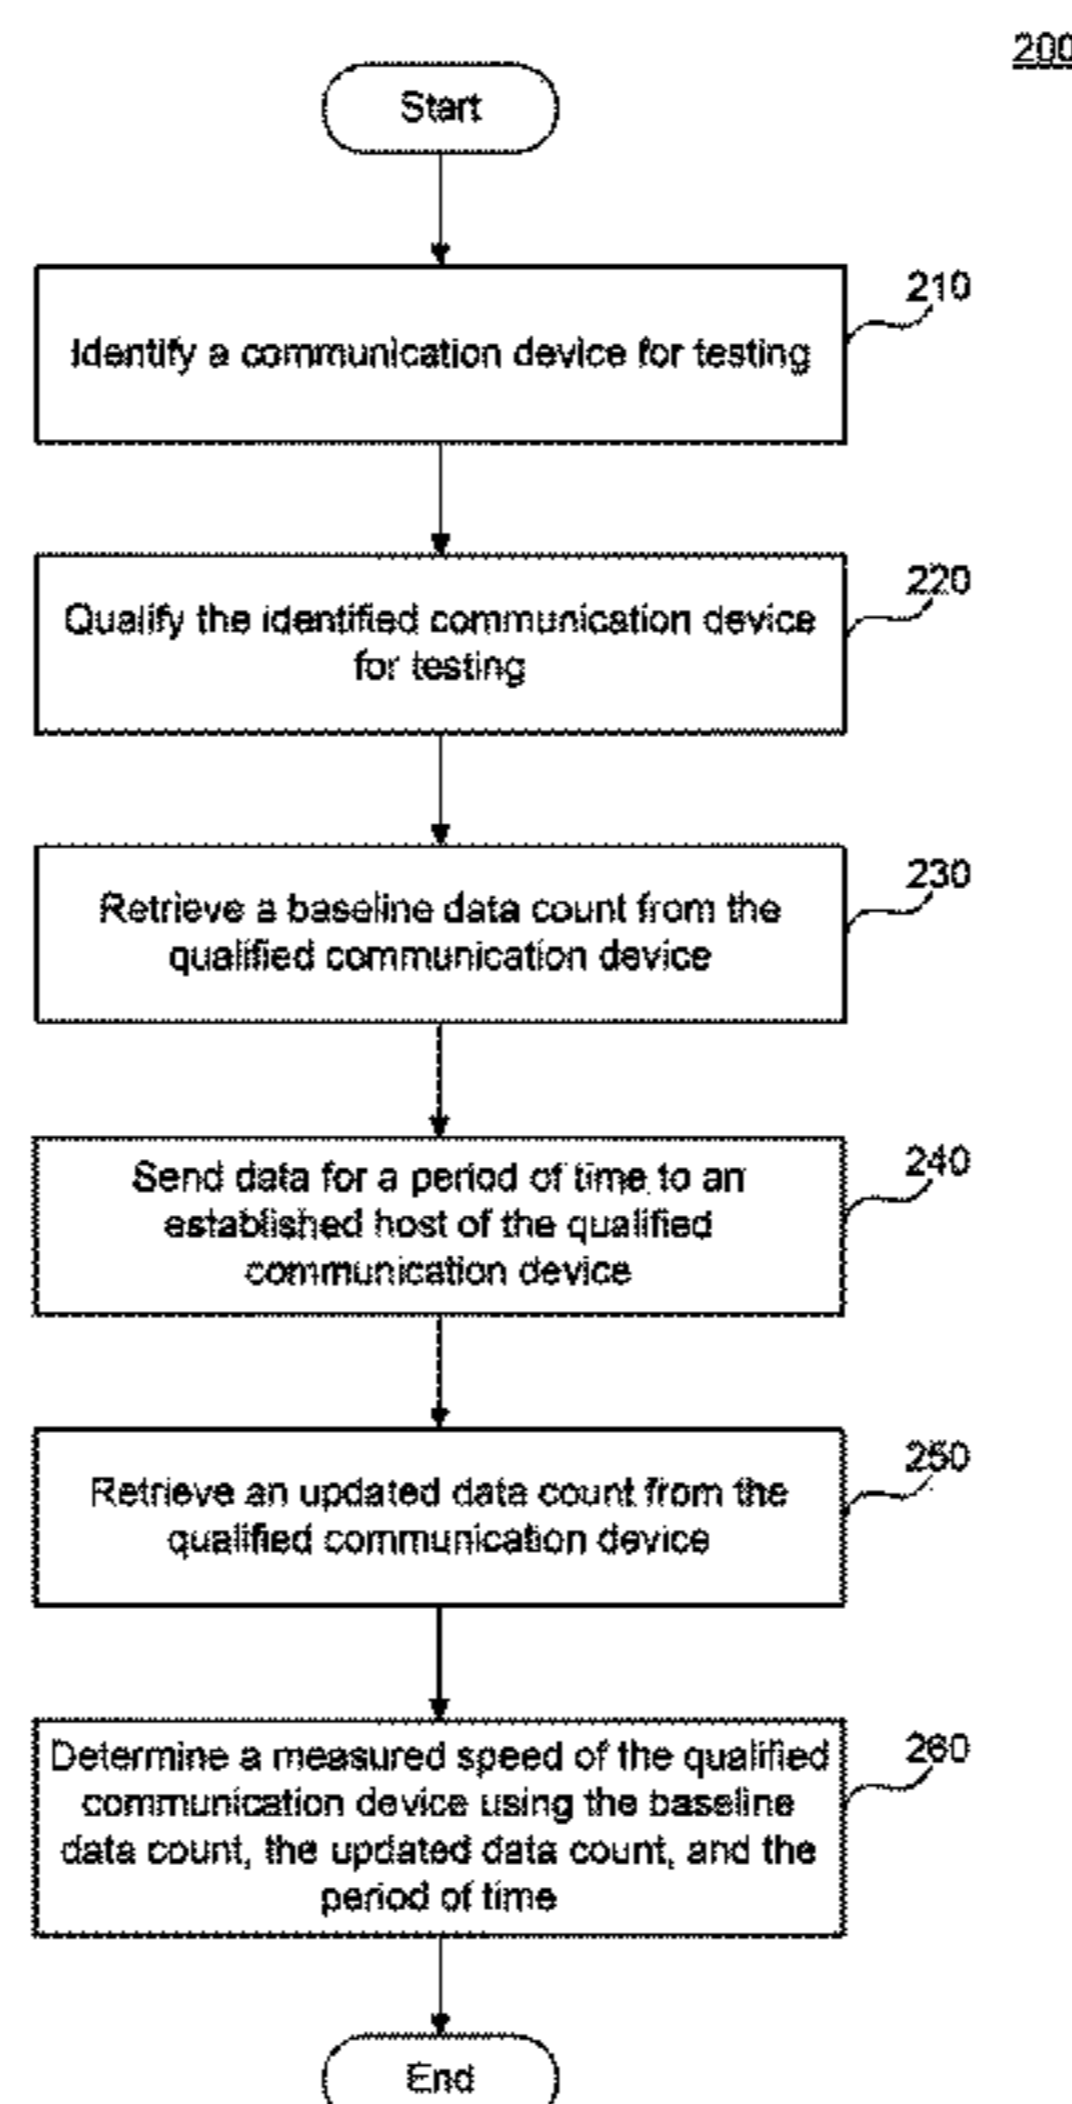 200
Start
210
Identify a communication device for testing
220
Qualify the identified communication device
for testing
230
Retrieve a baseline data count from the
qualified communication device
240
Send data for a period of time to an
established host of the qualified
communication device
250
Retrieve an updated data count from the
qualified communication device
260
Determine a measured speed of the qualified
communication device using the baseline
data count, the updated data count, and the
period of time
End